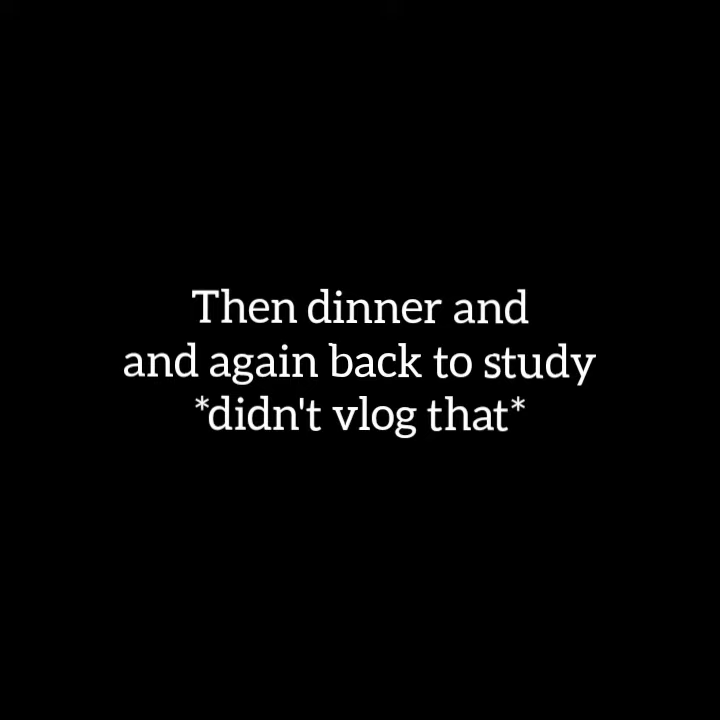 Then dinner and
and again back to study
*didn't vlog that*